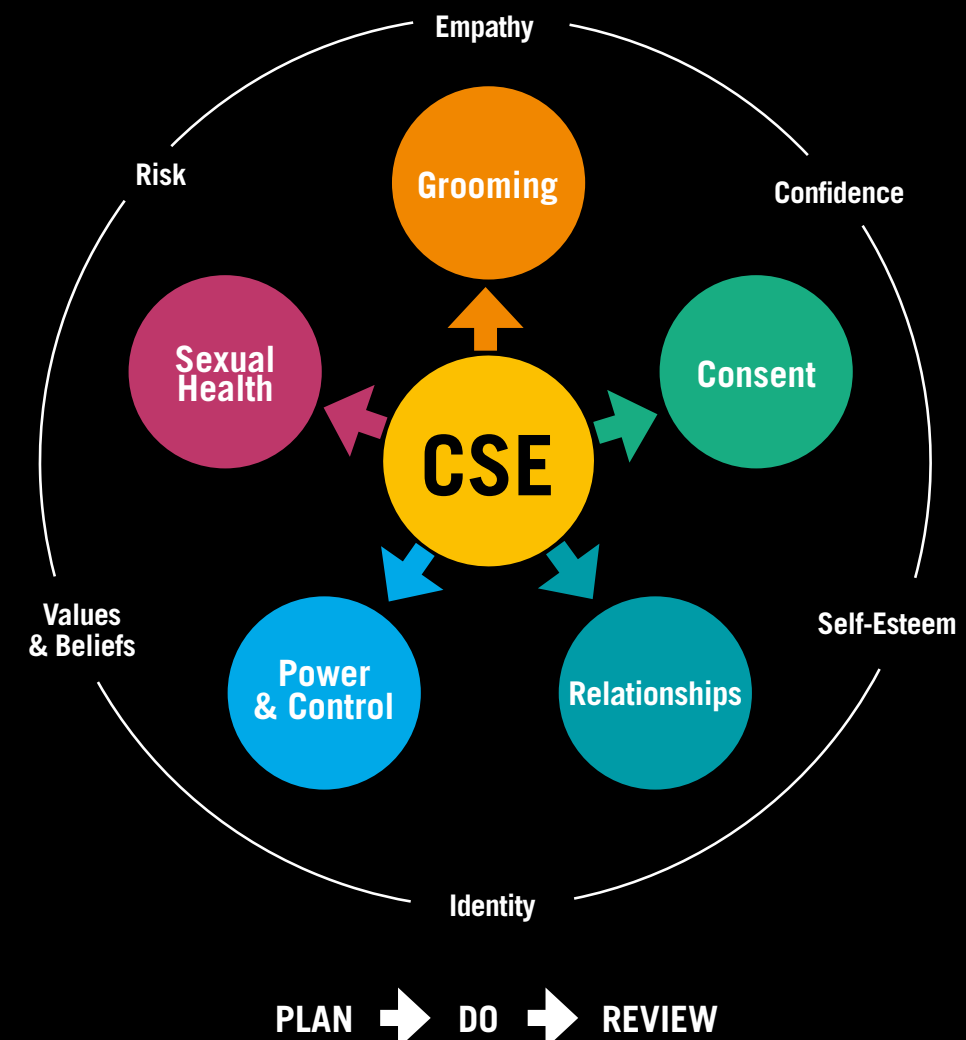 Empathy
Risk
Confidence
Grooming
Sexual
Health
Consent
CSE
Values
& Beliefs
Self-Esteem
Power
& Control
Relationships
Identity
PLAN DO REVIEW